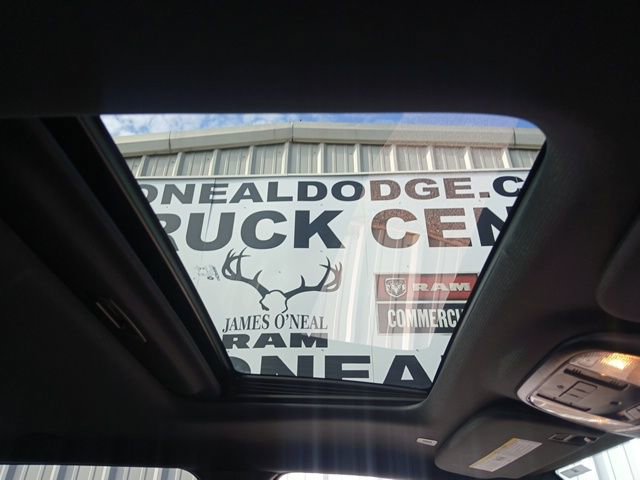 ONEALDODGE.C
RUCK CEN
RAM
COMMERCI
JAMES O'NEAL
RAM
ONEAL